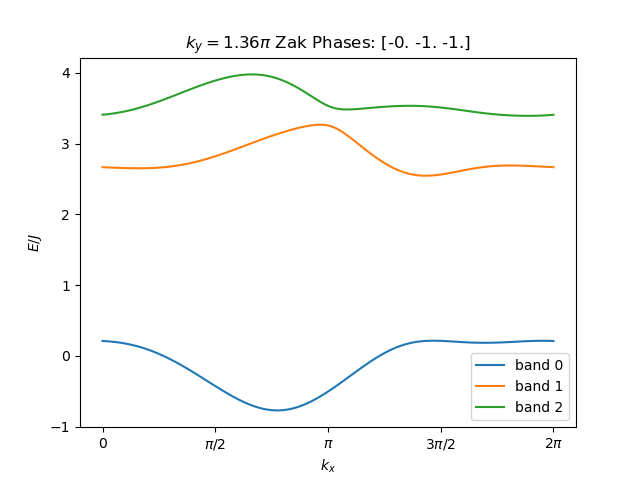 $k_y = 1.36\pi$ Zak Phases: [-0. -1. -1.]
4
3
2
1
0
−1
E/J
0
π/2
π
3π/2
2π
$k_x$
band 0
band 1
band 2